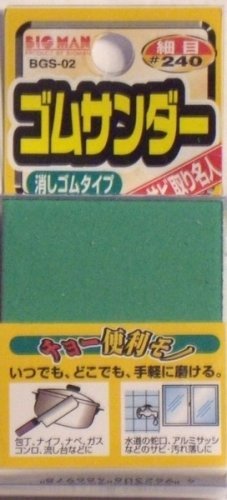 BIGMAN
BGS-02
細目
#240
ゴムサンダー
消しゴムタイプ
サビ取り名人
チョー便利モノ
いつでも、どこでも、手軽に磨ける。
包丁、ナイフ、ナベ、ガス
コンロ、流し台などに
水道の蛇口、アルミサッシ
などのサビ・汚れ落しに